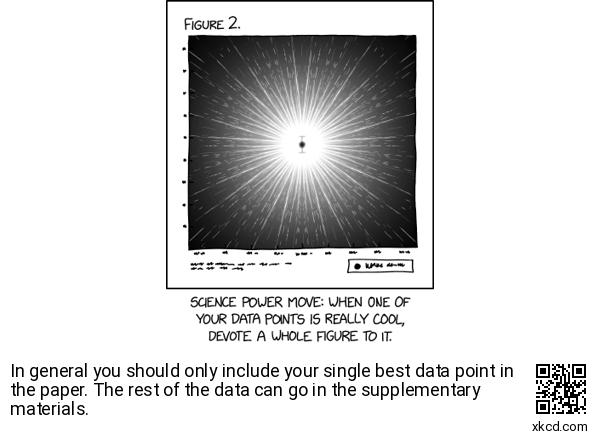 FIGURE 2.
SCIENCE POWER MOVE: WHEN ONE OF
YOUR DATA POINTS IS REALLY COOL,
DEVOTE A WHOLE FIGURE TO IT.
In general you should only include your single best data point in
the paper. The rest of the data can go in the supplementary
materials.
xkcd.com